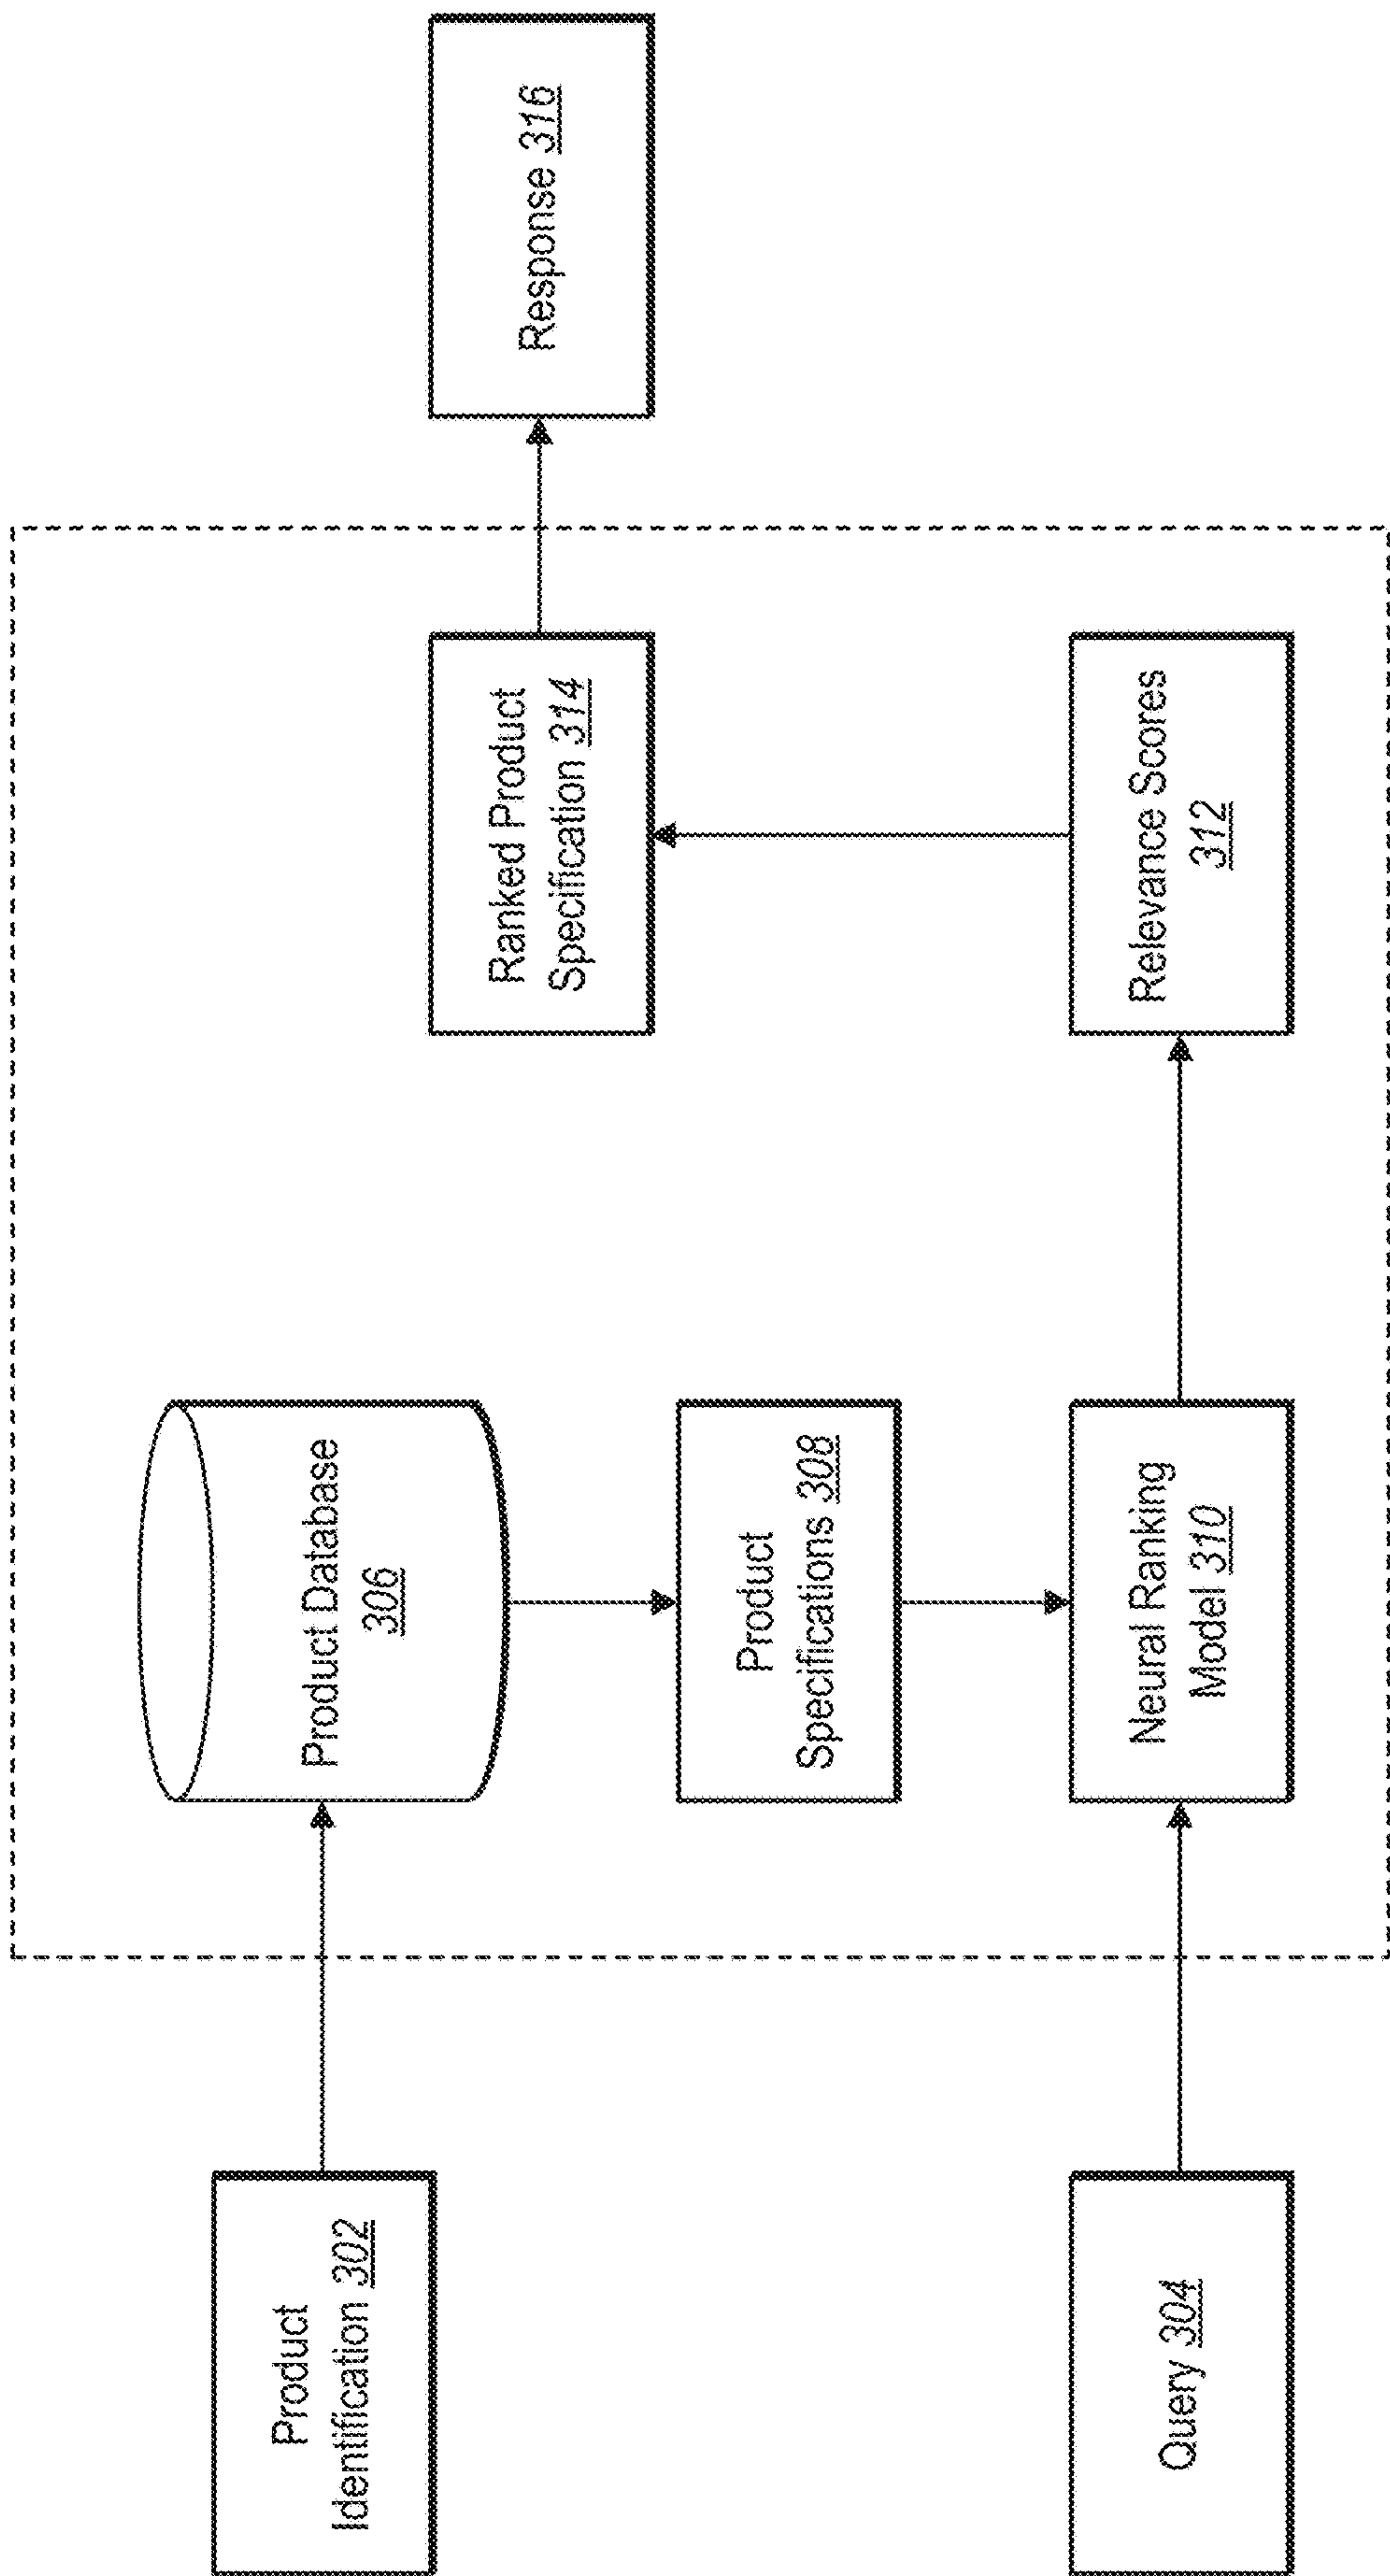 Product
Identification 302
Query 304
Product Database
306
Product
Specifications 308
Neural Ranking
Model 310
Relevance Scores
312
Ranked Product
Specification 314
Response 316